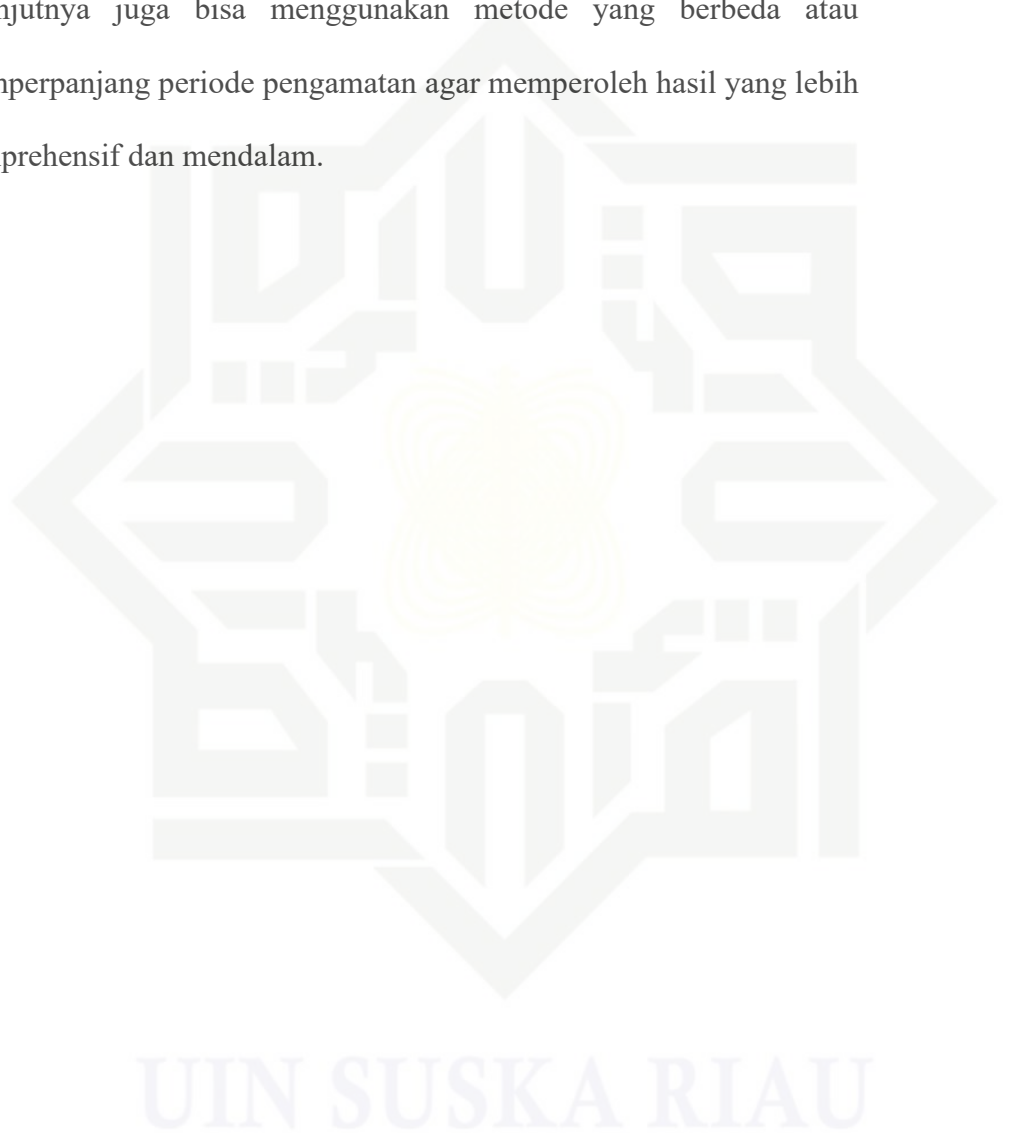 njutnya juga bisa menggunakan metode yang berbeda atau
nperpanjang periode pengamatan agar memperoleh hasil yang lebih
prehensif dan mendalam.
UIN SUSKA RIAU